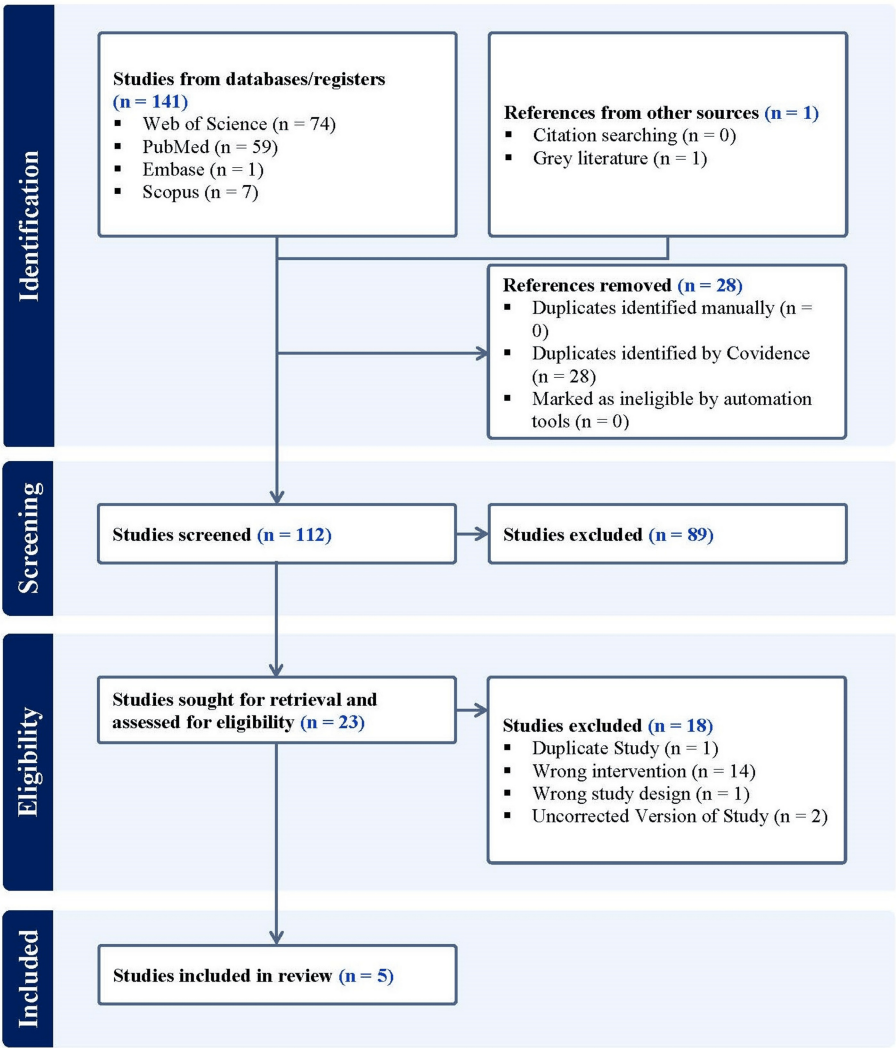 Identification
Studies from databases/registers
(n = 141)
▪ Web of Science (n = 74)
▪ PubMed (n = 59)
▪ Embase (n = 1)
▪ Scopus (n = 7)
References from other sources (n = 1)
▪ Citation searching (n = 0)
▪ Grey literature (n = 1)
References removed (n = 28)
▪ Duplicates identified manually (n =
0)
▪ Duplicates identified by Covidence
(n = 28)
▪ Marked as ineligible by automation
tools (n = 0)
Screening
Studies screened (n = 112)
Studies excluded (n = 89)
Eligibility
Studies sought for retrieval and
assessed for eligibility (n = 23)
Studies excluded (n = 18)
▪ Duplicate Study (n = 1)
▪ Wrong intervention (n = 14)
▪ Wrong study design (n = 1)
▪ Uncorrected Version of Study (n = 2)
Included
Studies included in review (n = 5)